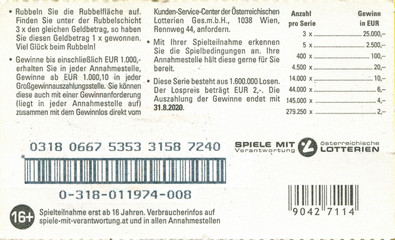 • Rubbeln Sie die Rubbelfläche auf.
Finden Sie unter der Rubbelschicht
3 x den gleichen Geldbetrag, so haben
Sie diesen Geldbetrag 1 x gewonnen.
Viel Glück beim Rubbeln!
• Gewinne bis einschließlich EUR 1.000,-
erhalten Sie in jeder Annahmestelle,
Gewinne ab EUR 1.000,10 in jeder
Großgewinnauszahlungsstelle. Sie können
diese auch mit einer Gewinnanforderung
(liegt in jeder Annahmestelle auf)
zusammen mit dem Gewinnlos direkt vom
Kunden-Service-Center der Österreichischen
Lotterien Ges.m.b.H., 1038 Wien,
Rennweg 44, anfordern.
• Mit Ihrer Spielteilnahme erkennen
Sie die Spielbedingungen an. Ihre
Annahmestelle hält diese gerne für Sie
bereit.
• Diese Serie besteht aus 1.600.000 Losen.
Der Lospreis beträgt EUR 2,-. Die
Auszahlung der Gewinne endet mit
31.8.2020.
Anzahl Gewinn
pro Serie in EUR
3 x 25.000,-
5 x 2.500,-
400 x 100,-
4.500 x 20,-
14.000 x 10,-
44.000 x 6,-
145.000 x 4,-
279.250 x 2,-
0318 0667 5353 3158 7240
0-318-011974-008
SPIELE MIT
Verantwortung
österreichische
LOTTERIEN
16+
Spielteilnahme erst ab 16 Jahren. Verbraucherinfos auf
spiele-mit-verantwortung.at und in allen Annahmestellen
9042 7114